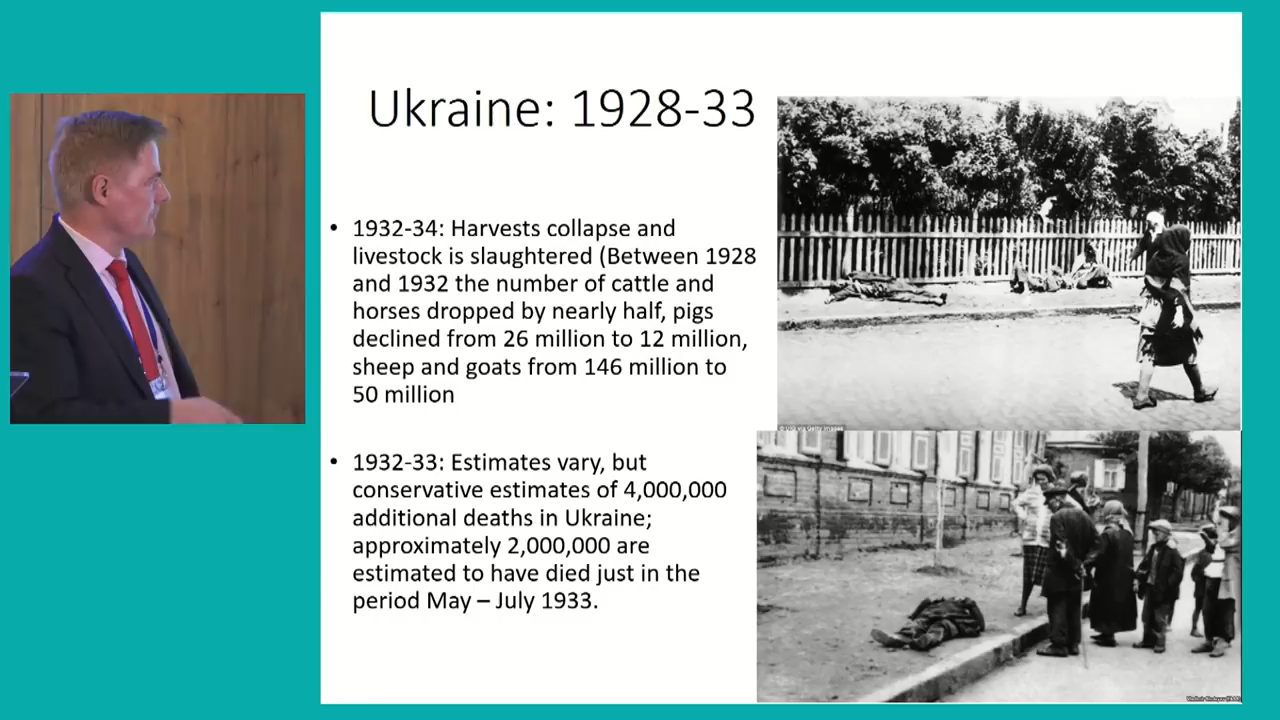 Ukraine: 1928-33
• 1932-34: Harvests collapse and
livestock is slaughtered (Between 1928
and 1932 the number of cattle and
horses dropped by nearly half, pigs
declined from 26 million to 12 million,
sheep and goats from 146 million to
50 million
• 1932-33: Estimates vary, but
conservative estimates of 4,000,000
additional deaths in Ukraine;
approximately 2,000,000 are
estimated to have died just in the
period May – July 1933.
via Getty Images